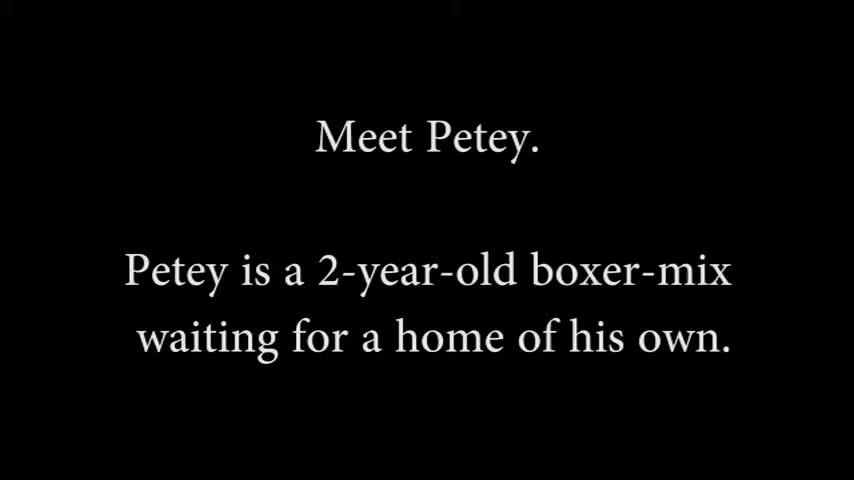 Meet Petey.
Petey is a 2-year-old boxer-mix
waiting for a home of his own.